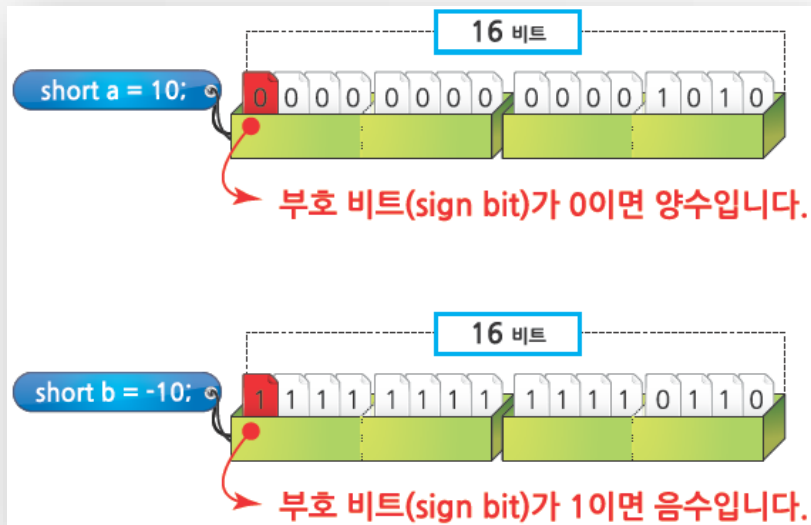 16 비트
short a = 10;
0 0 0 0 0 0 0 0 0 0 0 0 1 0 1 0
부호 비트(sign bit)가 0이면 양수입니다.
16 비트
short b = -10;
1 1 1 1 1 1 1 1 1 1 1 1 0 1 1 0
부호 비트(sign bit)가 1이면 음수입니다.